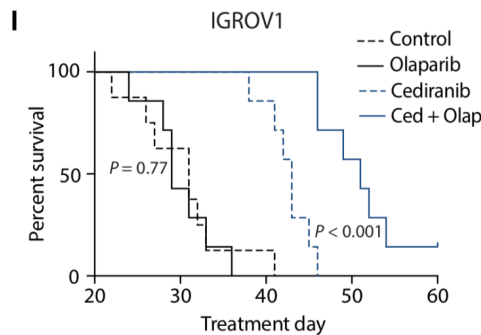 I
IGROV1
Control
Olaparib
Cediranib
Ced + Olap
Percent survival
100
50
0
P = 0.77
P < 0.001
20 30 40 50 60
Treatment day